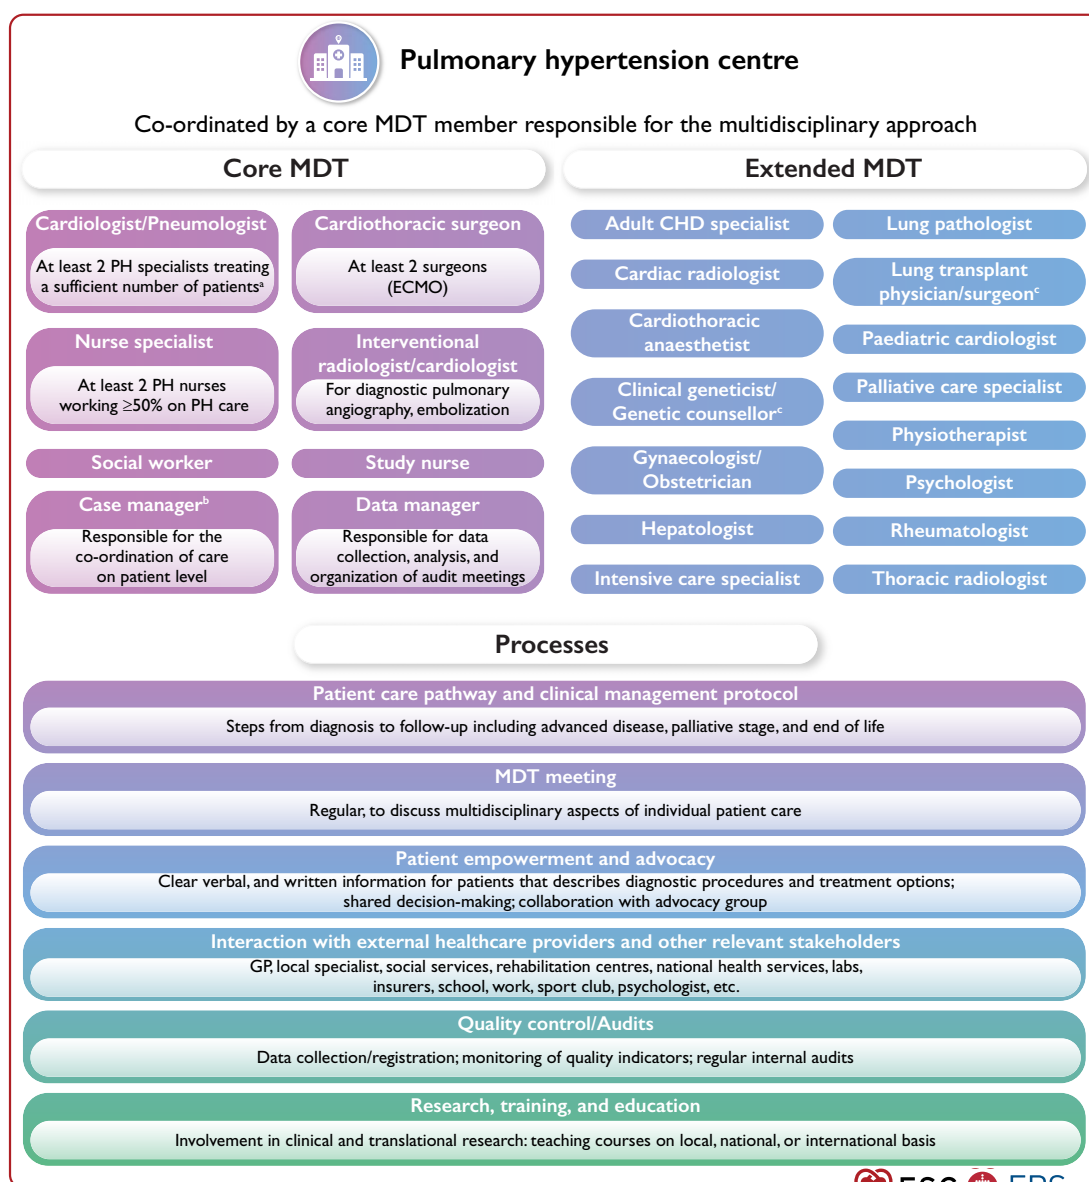 Pulmonary hypertension centre
Co-ordinated by a core MDT member responsible for the multidisciplinary approach
Core MDT
Cardiologist/Pneumologist
At least 2 PH specialists treating
a sufficient number of patientsᵃ
Cardiothoracic surgeon
At least 2 surgeons
(ECMO)
Nurse specialist
At least 2 PH nurses
working ≥50% on PH care
Interventional
radiologist/cardiologist
For diagnostic pulmonary
angiography, embolization
Social worker
Study nurse
Case managerᵇ
Responsible for the
co-ordination of care
on patient level
Data manager
Responsible for data
collection, analysis, and
organization of audit meetings
Extended MDT
Adult CHD specialist
Cardiac radiologist
Cardiothoracic
anaesthetist
Clinical geneticist/
Genetic counsellorᶜ
Gynaecologist/
Obstetrician
Hepatologist
Intensive care specialist
Lung pathologist
Lung transplant
physician/surgeonᶜ
Paediatric cardiologist
Palliative care specialist
Physiotherapist
Psychologist
Rheumatologist
Thoracic radiologist
Processes
Patient care pathway and clinical management protocol
Steps from diagnosis to follow-up including advanced disease, palliative stage, and end of life
MDT meeting
Regular, to discuss multidisciplinary aspects of individual patient care
Patient empowerment and advocacy
Clear verbal, and written information for patients that describes diagnostic procedures and treatment options;
shared decision-making; collaboration with advocacy group
Interaction with external healthcare providers and other relevant stakeholders
GP, local specialist, social services, rehabilitation centres, national health services, labs,
insurers, school, work, sport club, psychologist, etc.
Quality control/Audits
Data collection/registration; monitoring of quality indicators; regular internal audits
Research, training, and education
Involvement in clinical and translational research: teaching courses on local, national, or international basis
ESC ERS